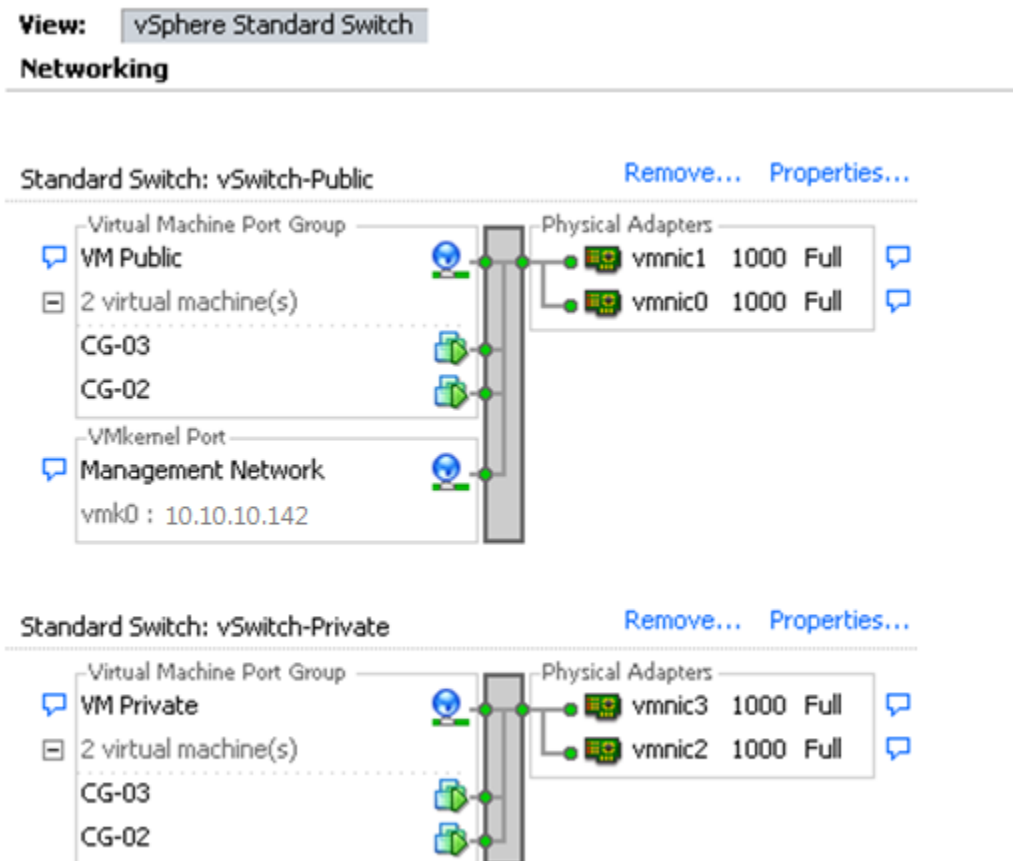 View: vSphere Standard Switch
Networking
Standard Switch: vSwitch-Public Remove... Properties...
Virtual Machine Port Group Physical Adapters
VM Public vmnic1 1000 Full
2 virtual machine(s) vmnic0 1000 Full
CG-03
CG-02
VMkernel Port
Management Network
vmk0 : 10.10.10.142
Standard Switch: vSwitch-Private Remove... Properties...
Virtual Machine Port Group Physical Adapters
VM Private vmnic3 1000 Full
2 virtual machine(s) vmnic2 1000 Full
CG-03
CG-02